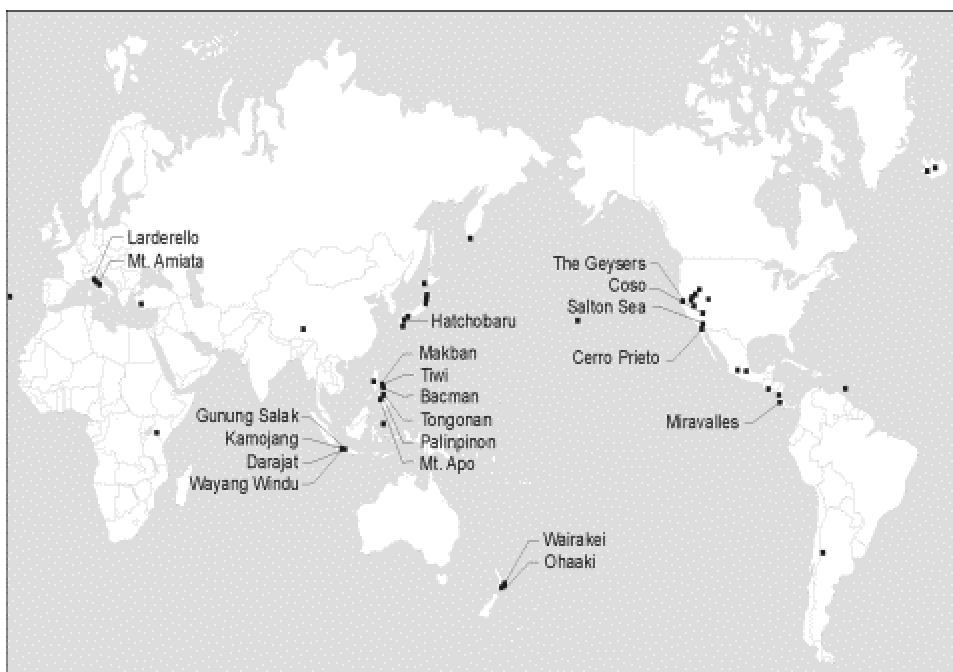 Larderello
Mt. Amiata
The Geysers
Coso
Salton Sea
Hatchobaru
Cerro Prieto
Makban
Tiwi
Bacman
Tongonan
Palinpinon
Mt. Apo
Gunung Salak
Kamojang
Darajat
Wayang Windu
Miravalles
Wairakei
Ohaaki